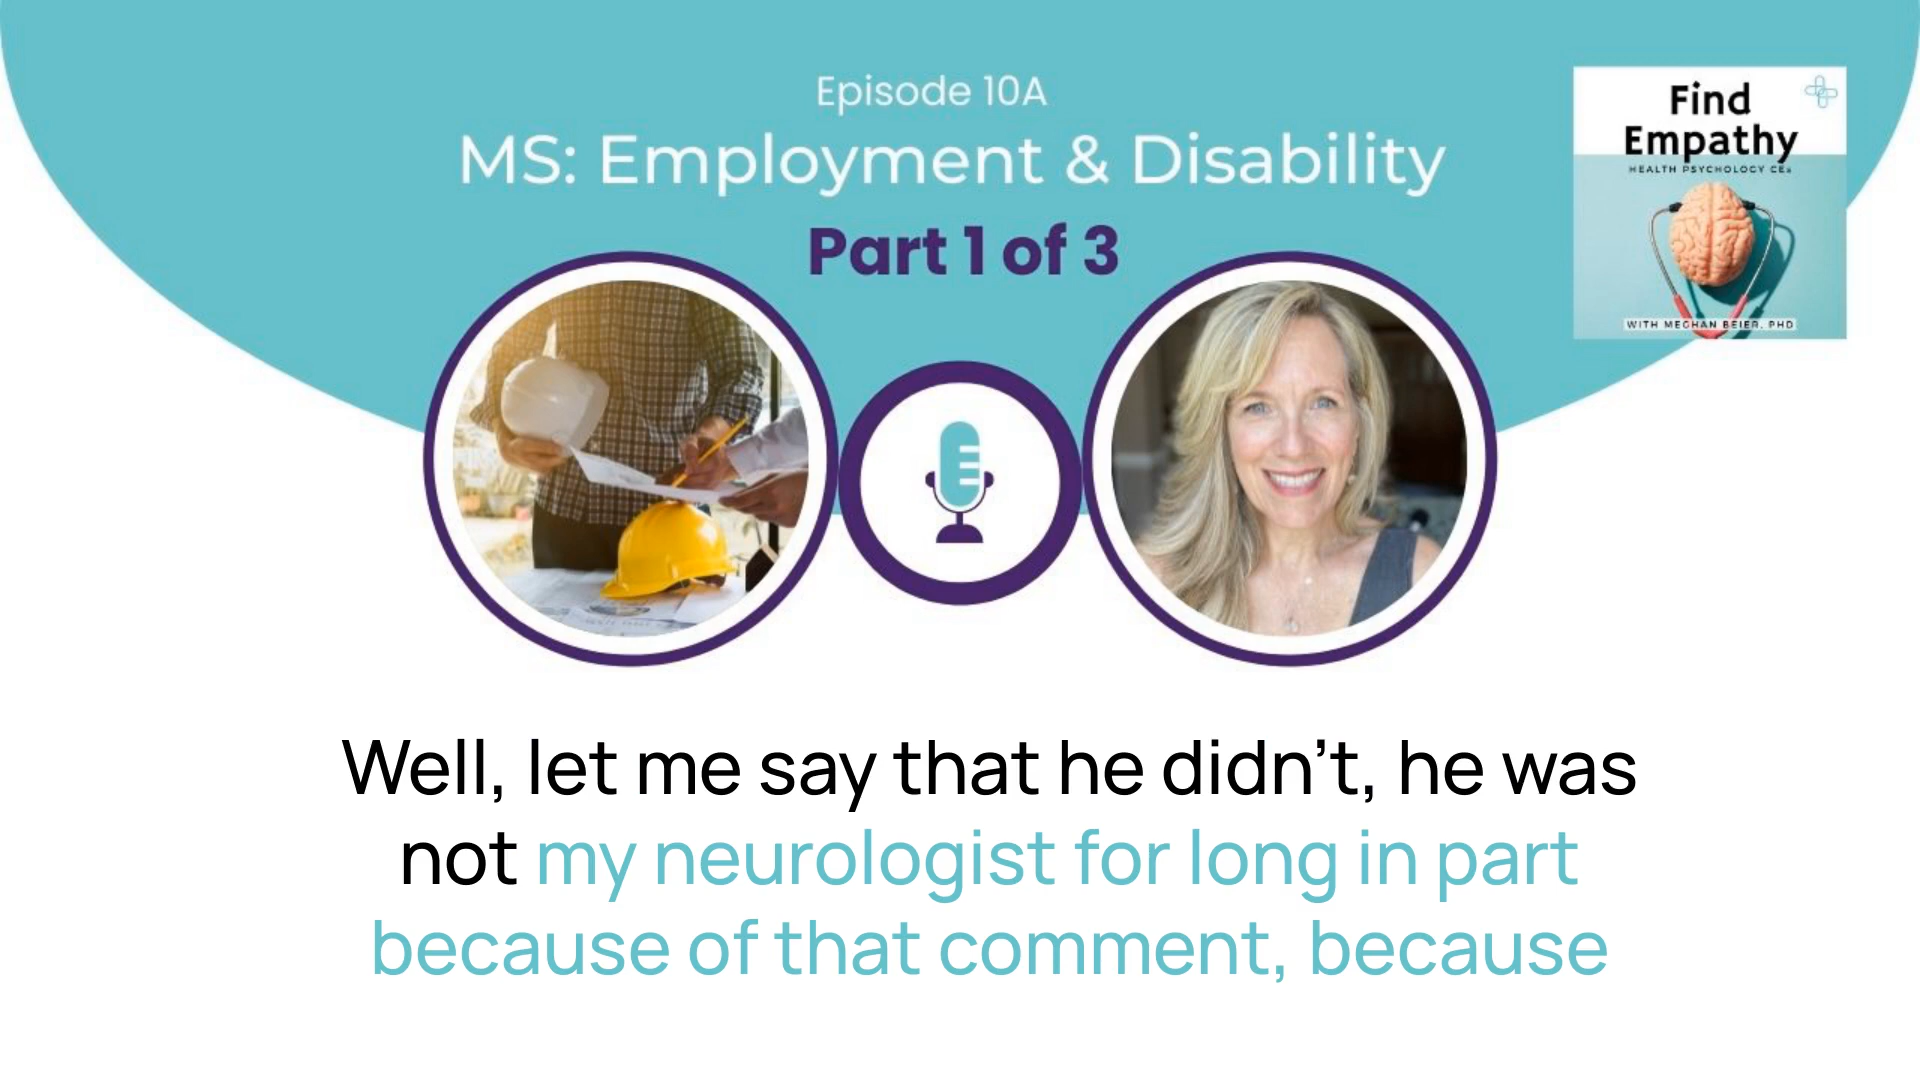 Episode 10A
MS: Employment & Disability
Part 1 of 3
Find
Empathy
HEALTH PSYCHOLOGY CEs
WITH MEGHAN BEIER, PHD
Well, let me say that he didn’t, he was
not my neurologist for long in part
because of that comment, because